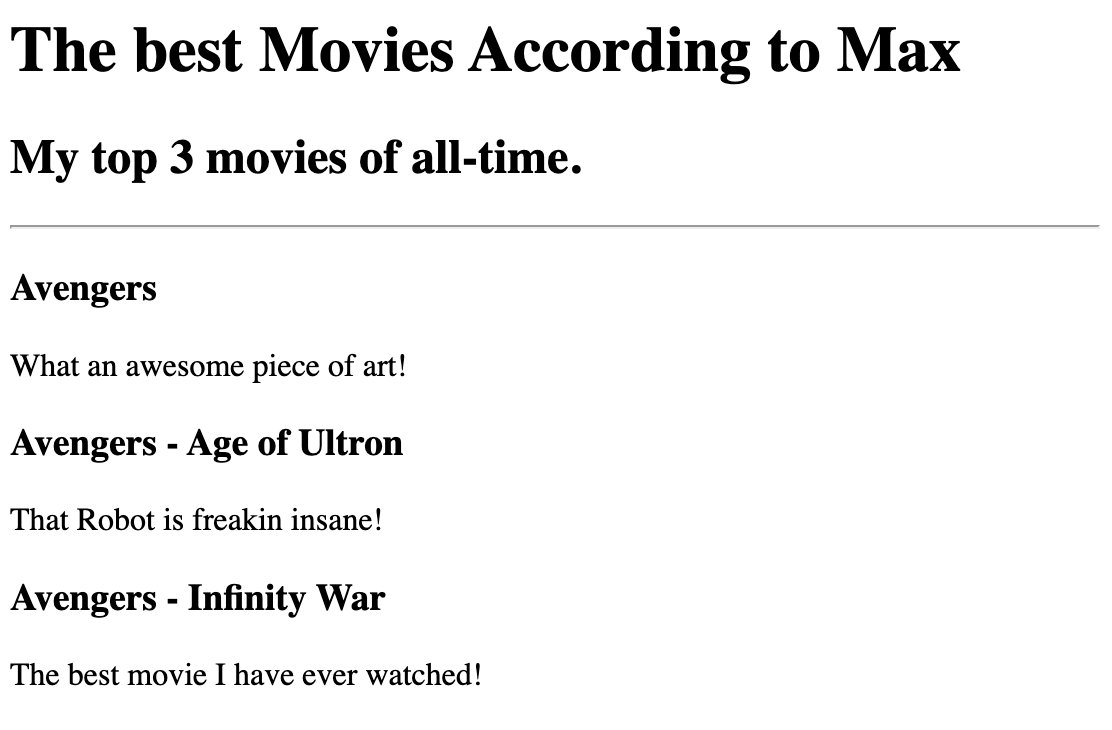 The best Movies According to Max
My top 3 movies of all-time.
Avengers
What an awesome piece of art!
Avengers - Age of Ultron
That Robot is freakin insane!
Avengers - Infinity War
The best movie I have ever watched!